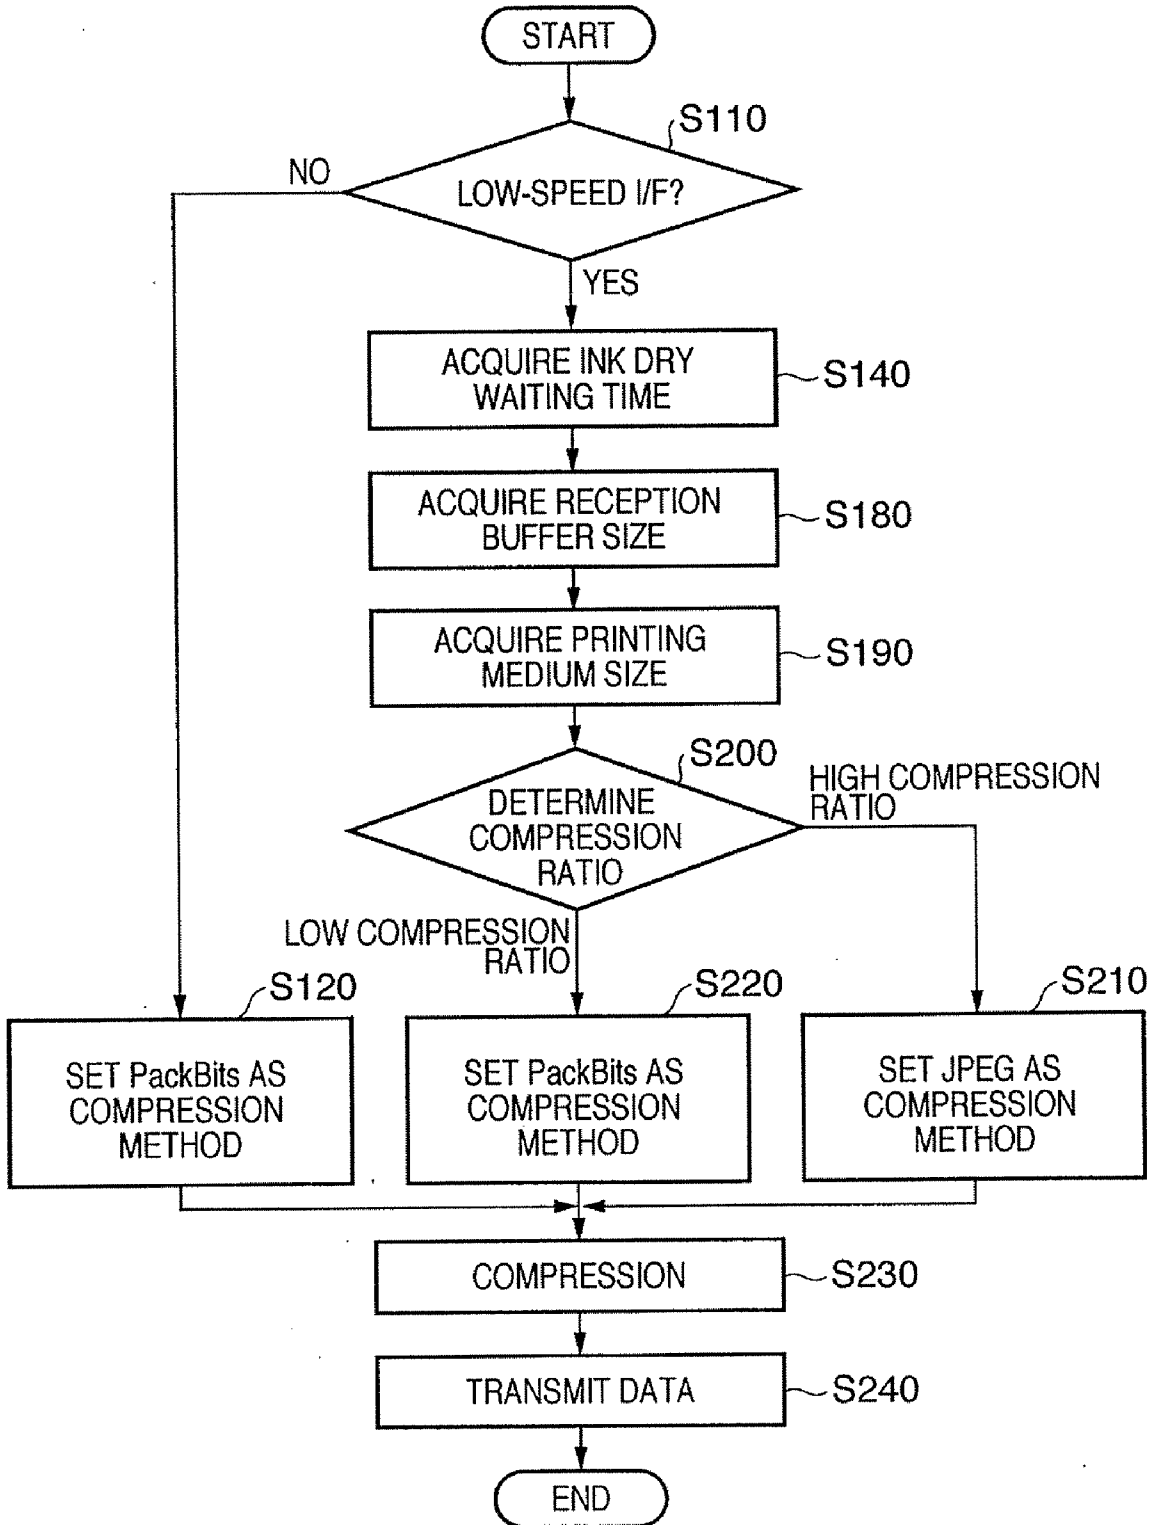 START
S110
NO
LOW-SPEED I/F?
YES
ACQUIRE INK DRY
WAITING TIME
S140
ACQUIRE RECEPTION
BUFFER SIZE
S180
ACQUIRE PRINTING
MEDIUM SIZE
S190
S200
DETERMINE
COMPRESSION
RATIO
HIGH COMPRESSION
RATIO
LOW COMPRESSION
RATIO
S120
SET PackBits AS
COMPRESSION
METHOD
S220
SET PackBits AS
COMPRESSION
METHOD
S210
SET JPEG AS
COMPRESSION
METHOD
COMPRESSION
S230
TRANSMIT DATA
S240
END